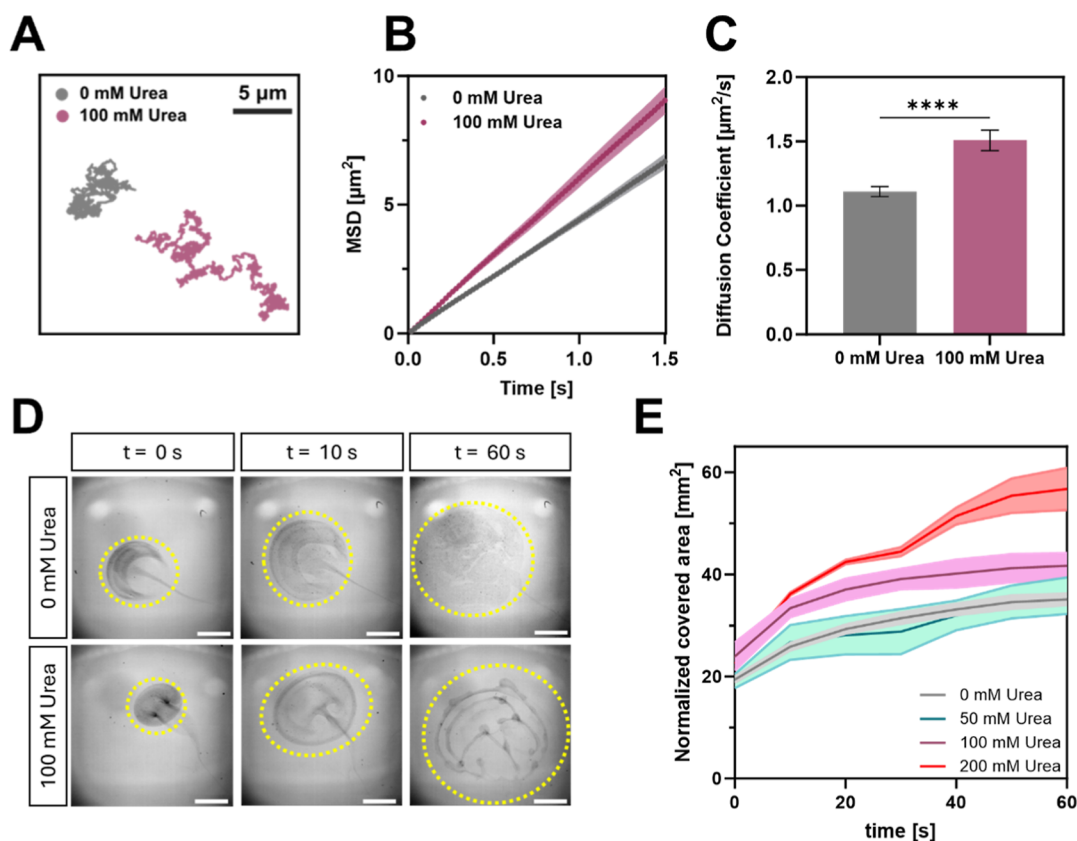 A
0 mM Urea
100 mM Urea
5 µm
B
10
5
0
MSD [µm²]
0 mM Urea
100 mM Urea
0.0 0.5 1.0 1.5
Time [s]
C
2.0
1.5
1.0
0.5
0.0
Diffusion Coefficient [µm²/s]
****
0 mM Urea 100 mM Urea
D
t = 0 s t = 10 s t = 60 s
0 mM Urea
100 mM Urea
E
60
40
20
0
Normalized covered area [mm²]
0 mM Urea
50 mM Urea
100 mM Urea
200 mM Urea
0 20 40 60
time [s]